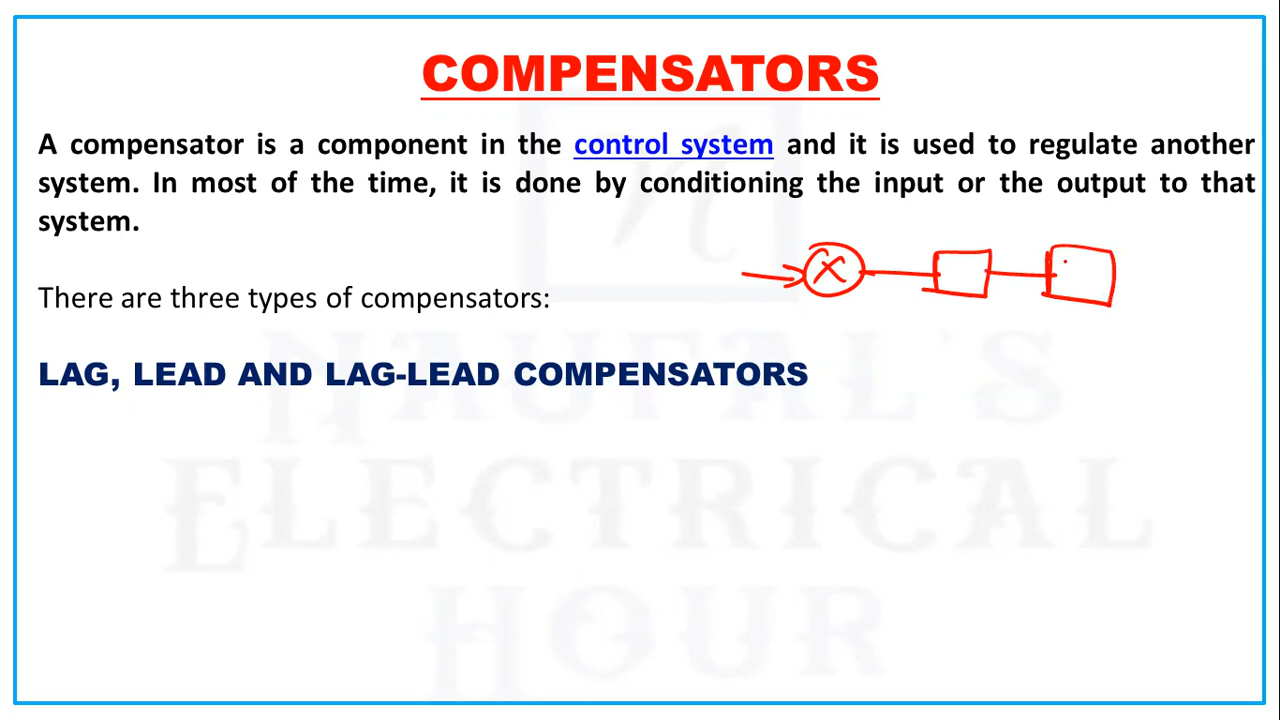 COMPENSATORS
A compensator is a component in the control system and it is used to regulate another
system. In most of the time, it is done by conditioning the input or the output to that
system.
There are three types of compensators:
LAG, LEAD AND LAG-LEAD COMPENSATORS
n
NAUFAL'S
ELECTRICAL
HOUR